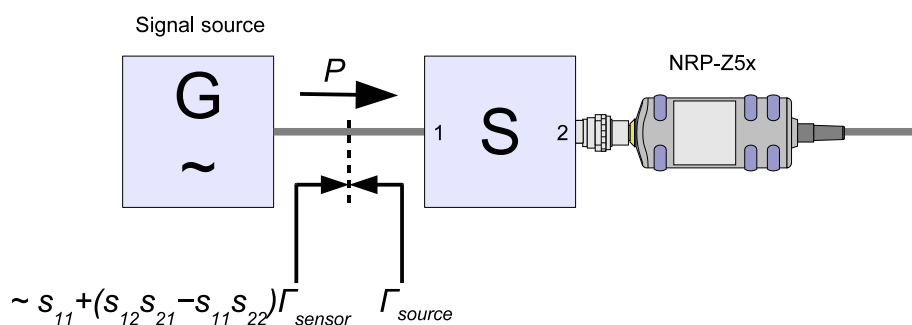 Signal source
NRP-Z5x
P
G
~
1
S
2
~ s₁₁+(s₁₂s₂₁−s₁₁s₂₂)Γsensor
Γsource